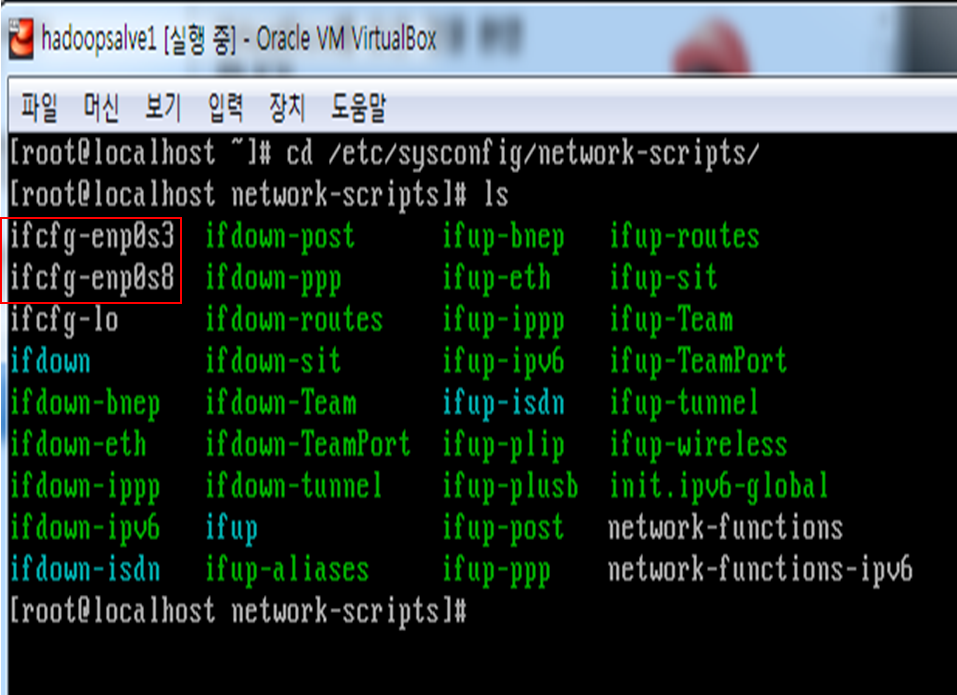 hadoopsalve1 [실행 중] - Oracle VM VirtualBox
파일 머신 보기 입력 장치 도움말
[root@localhost ~]# cd /etc/sysconfig/network-scripts/
[root@localhost network-scripts]# ls
ifcfg-enp0s3 ifdown-post ifup-bnep ifup-routes
ifcfg-enp0s8 ifdown-ppp ifup-eth ifup-sit
ifcfg-lo ifdown-routes ifup-ippp ifup-Team
ifdown ifdown-sit ifup-ipv6 ifup-TeamPort
ifdown-bnep ifdown-Team ifup-isdn ifup-tunnel
ifdown-eth ifdown-TeamPort ifup-plip ifup-wireless
ifdown-ippp ifdown-tunnel ifup-plusb init.ipv6-global
ifdown-ipv6 ifup ifup-post network-functions
ifdown-isdn ifup-aliases ifup-ppp network-functions-ipv6
[root@localhost network-scripts]#